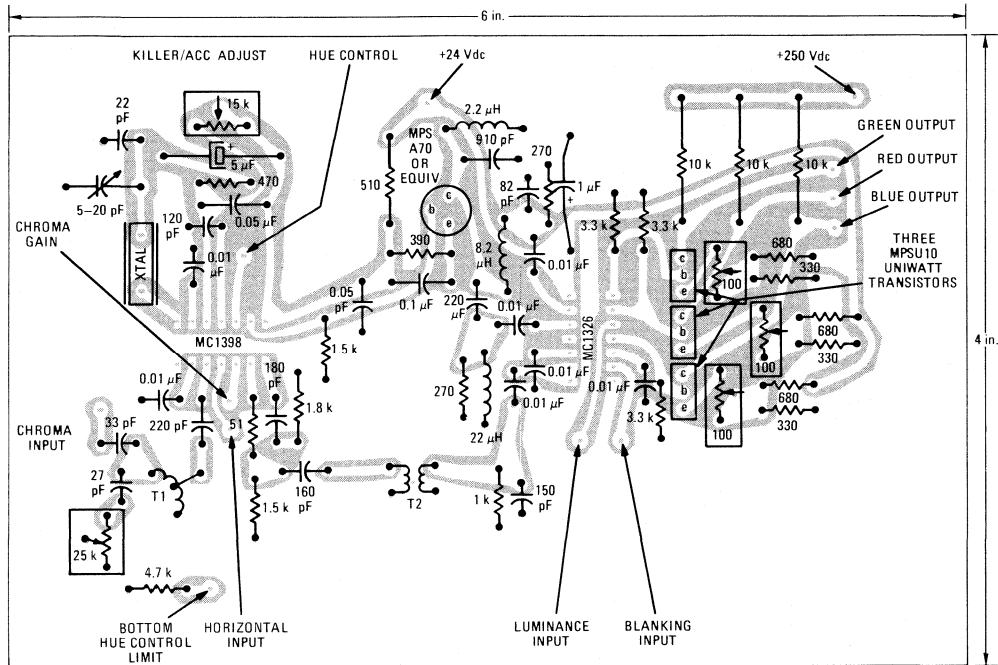 6 in.
KILLER/ACC ADJUST
HUE CONTROL
+24 Vdc
+250 Vdc
22
pF
15 k
2.2 µH
MPS
A70 OR
EQUIV
910 pF
GREEN OUTPUT
RED OUTPUT
BLUE OUTPUT
+
5 µF
510
270
82
pF
1 µF
+
10 k
10 k
10 k
470
5-20 pF
0.05 µF
c
b
e
3.3 k
3.3 k
CHROMA
GAIN
120
pF
390
8.2
µH
THREE
MPSU10
UNIWATT
TRANSISTORS
XTAL
0.01
µF
0.01 µF
c
b
e
100
680
330
0.05
pF
0.1 µF
220
µF
0.01 µF
MC1398
1.5 k
MC1326
c
b
e
100
680
330
4 in.
0.01 µF
180
pF
1.8 k
270
0.01 µF
0.01 µF
0.01 µF
c
b
e
100
680
330
CHROMA
INPUT
33 pF
220 pF
51
22 µH
3.3 k
27
pF
T1
1.5 k
160
pF
T2
1 k
150
pF
25 k
4.7 k
BOTTOM
HUE CONTROL
LIMIT
HORIZONTAL
INPUT
LUMINANCE
INPUT
BLANKING
INPUT